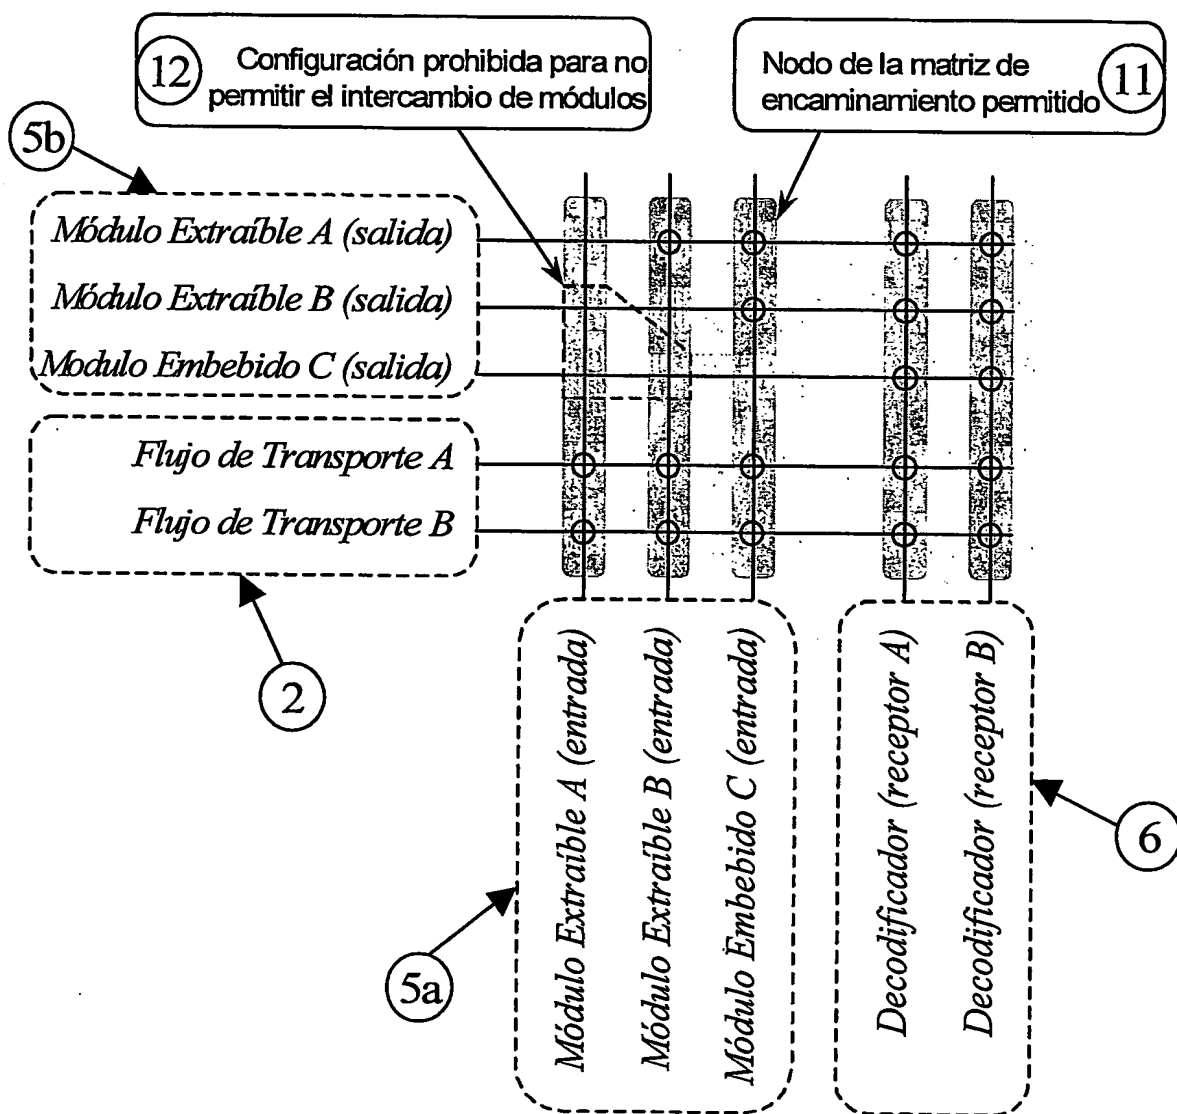 12
Configuración prohibida para no
permitir el intercambio de módulos
Nodo de la matriz de
encaminamiento permitido
11
5b
Módulo Extraíble A (salida)
Módulo Extraíble B (salida)
Modulo Embebido C (salida)
Flujo de Transporte A
Flujo de Transporte B
2
Módulo Extraíble A (entrada)
Módulo Extraíble B (entrada)
Módulo Embebido C (entrada)
Decodificador (receptor A)
Decodificador (receptor B)
6
5a